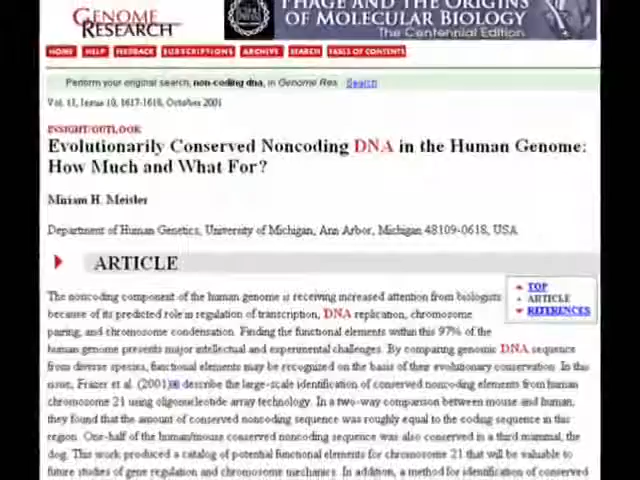 GENOME
RESEARCH
PHAGE AND THE ORIGINS
OF MOLECULAR BIOLOGY
The Centennial Edition
HOME HELP FEEDBACK SUBSCRIPTIONS ARCHIVE SEARCH TABLE OF CONTENTS
Perform your original search, non-coding dna, in Genome Res. Search
Vol. 11, Issue 10, 1617-1618, October 2001
INSIGHT/OUTLOOK
Evolutionarily Conserved Noncoding DNA in the Human Genome:
How Much and What For?
Miriam H. Meisler
Department of Human Genetics, University of Michigan, Ann Arbor, Michigan 48109-0618, USA
ARTICLE
TOP
ARTICLE
REFERENCES
The noncoding component of the human genome is receiving increased attention from biologists
because of its predicted role in regulation of transcription, DNA replication, chromosome
pairing, and chromosome condensation. Finding the functional elements within this 97% of the
human genome presents major intellectual and experimental challenges. By comparing genomic DNA sequence
from diverse species, functional elements may be recognized on the basis of their evolutionary conservation. In this
issue, Frazer et al. (2001) describe the large-scale identification of conserved noncoding elements from human
chromosome 21 using oligonucleotide array technology. In a two-way comparison between mouse and human,
they found that the amount of conserved noncoding sequence was roughly equal to the coding sequence in this
region. One-half of the human/mouse conserved noncoding sequence was also conserved in a third mammal, the
dog. This work produced a catalog of potential functional elements for chromosome 21 that will be valuable to
future studies of gene regulation and chromosome mechanics. In addition, a method for identification of conserved